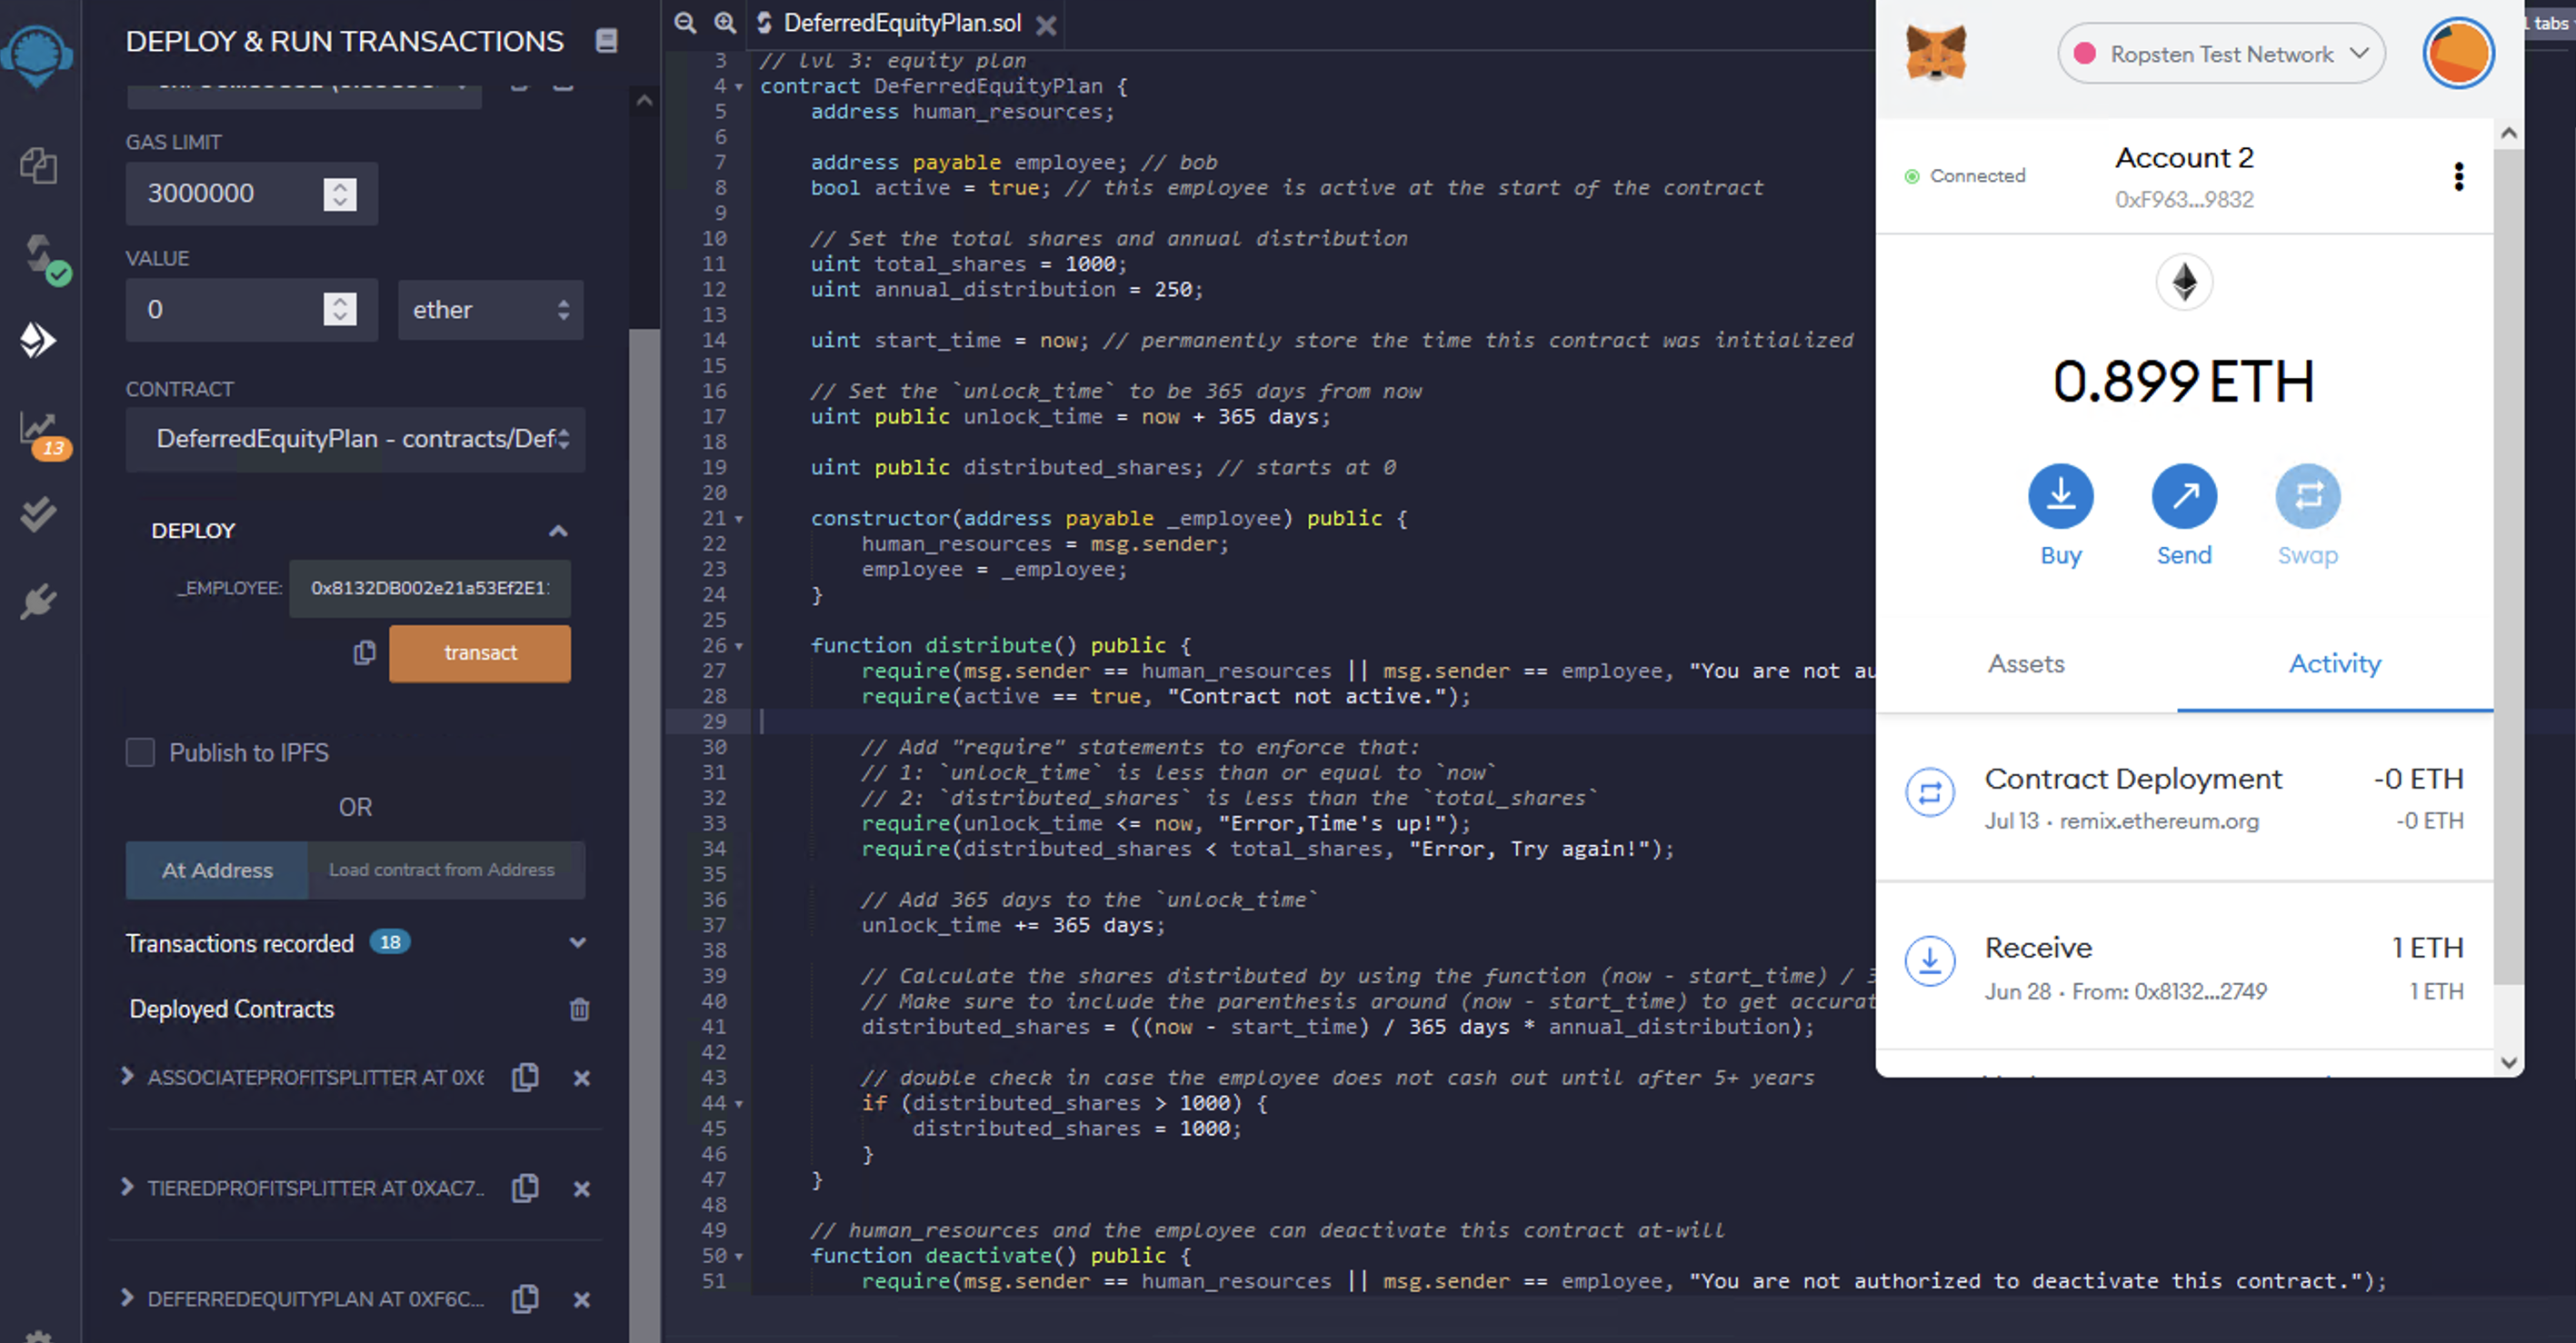 DEPLOY & RUN TRANSACTIONS
GAS LIMIT
3000000
VALUE
0
ether
CONTRACT
DeferredEquityPlan - contracts/Def
DEPLOY
_EMPLOYEE:
0x8132DB002e21a53Ef2E1
transact
Publish to IPFS
OR
At Address
Load contract from Address
Transactions recorded 18
Deployed Contracts
ASSOCIATEPROFITSPLITTER AT 0X6
TIEREDPROFITSPLITTER AT 0XAC7...
DEFERREDEQUITYPLAN AT 0XF6C...
13
DeferredEquityPlan.sol
3 // lvl 3: equity plan
4 contract DeferredEquityPlan {
5 address human_resources;
6
7 address payable employee; // bob
8 bool active = true; // this employee is active at the start of the contract
9
10 // Set the total shares and annual distribution
11 uint total_shares = 1000;
12 uint annual_distribution = 250;
13
14 uint start_time = now; // permanently store the time this contract was initialized
15
16 // Set the `unlock_time` to be 365 days from now
17 uint public unlock_time = now + 365 days;
18
19 uint public distributed_shares; // starts at 0
20
21 constructor(address payable _employee) public {
22 human_resources = msg.sender;
23 employee = _employee;
24 }
25
26 function distribute() public {
27 require(msg.sender == human_resources || msg.sender == employee, "You are not au
28 require(active == true, "Contract not active.");
29
30 // Add "require" statements to enforce that:
31 // 1: `unlock_time` is less than or equal to `now`
32 // 2: `distributed_shares` is less than the `total_shares`
33 require(unlock_time <= now, "Error,Time's up!");
34 require(distributed_shares < total_shares, "Error, Try again!");
35
36 // Add 365 days to the `unlock_time`
37 unlock_time += 365 days;
38
39 // Calculate the shares distributed by using the function (now - start_time) / 3
40 // Make sure to include the parenthesis around (now - start_time) to get accurat
41 distributed_shares = ((now - start_time) / 365 days * annual_distribution);
42
43 // double check in case the employee does not cash out until after 5+ years
44 if (distributed_shares > 1000) {
45 distributed_shares = 1000;
46 }
47 }
48
49 // human_resources and the employee can deactivate this contract at-will
50 function deactivate() public {
51 require(msg.sender == human_resources || msg.sender == employee, "You are not authorized to deactivate this contract.");
Ropsten Test Network
1 tabs
Connected
Account 2
0xF963...9832
0.899 ETH
Buy
Send
Swap
Assets
Activity
Contract Deployment -0 ETH
Jul 13 · remix.ethereum.org -0 ETH
Receive 1 ETH
Jun 28 · From: 0x8132...2749 1 ETH